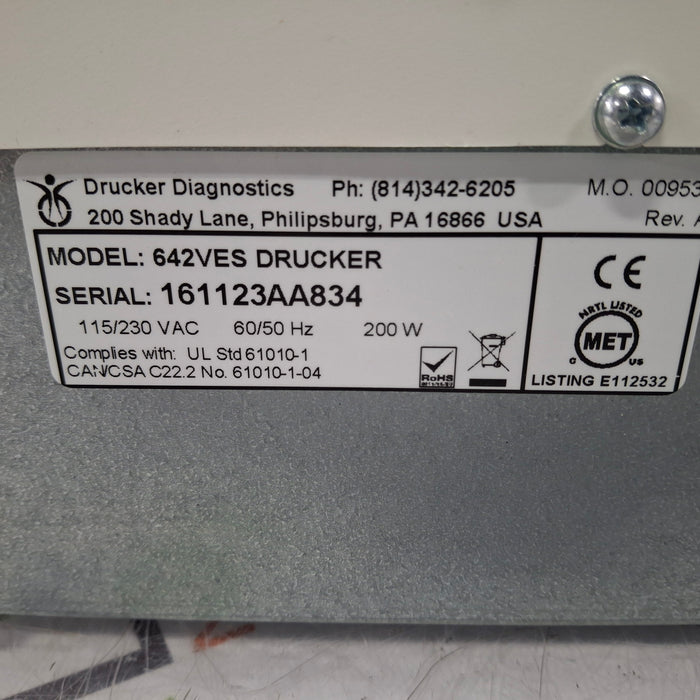 Drucker Diagnostics Ph: (814)342-6205 M.O. 00953
200 Shady Lane, Philipsburg, PA 16866 USA Rev. A
MODEL: 642VES DRUCKER
SERIAL: 161123AA834
115/230 VAC 60/50 Hz 200 W
Complies with: UL Std 61010-1
CAN/CSA C22.2 No. 61010-1-04
RoHS
CE
NRTL LISTED
MET
C US
LISTING E112532